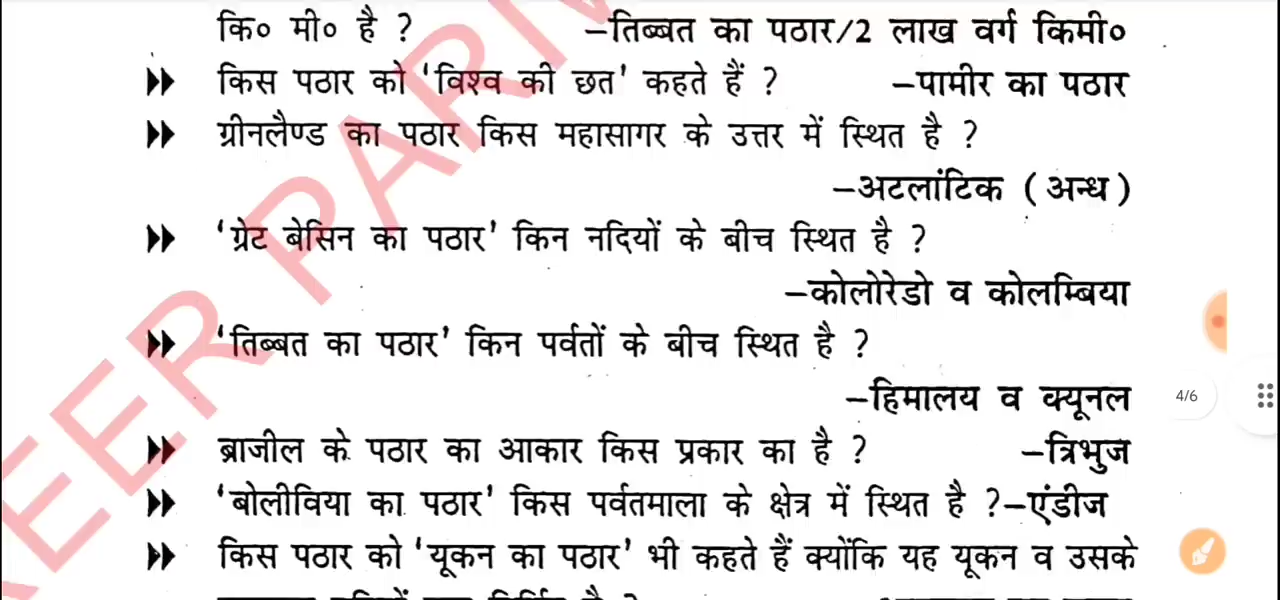 कि० मी० है ? –तिब्बत का पठार/2 लाख वर्ग किमी०
किस पठार को 'विश्व की छत' कहते हैं ? –पामीर का पठार
ग्रीनलैण्ड का पठार किस महासागर के उत्तर में स्थित है ?
–अटलांटिक (अन्ध)
'ग्रेट बेसिन का पठार' किन नदियों के बीच स्थित है ?
–कोलोरेडो व कोलम्बिया
'तिब्बत का पठार' किन पर्वतों के बीच स्थित है ?
–हिमालय व क्यूनल
4/6
ब्राजील के पठार का आकार किस प्रकार का है ? –त्रिभुज
'बोलीविया का पठार' किस पर्वतमाला के क्षेत्र में स्थित है ?–एंडीज
किस पठार को 'यूकन का पठार' भी कहते हैं क्योंकि यह यूकन व उसके
EER PARIV